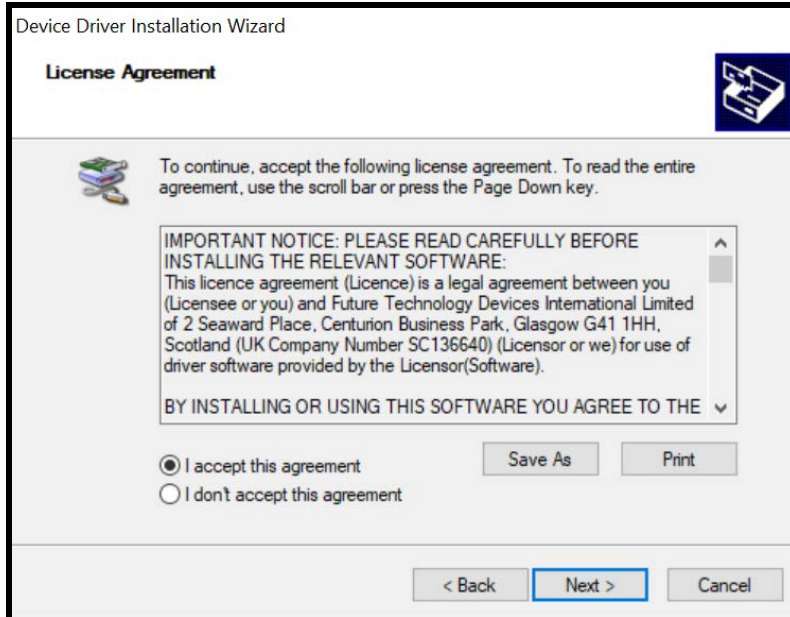 Device Driver Installation Wizard
License Agreement
To continue, accept the following license agreement. To read the entire
agreement, use the scroll bar or press the Page Down key.
IMPORTANT NOTICE: PLEASE READ CAREFULLY BEFORE
INSTALLING THE RELEVANT SOFTWARE:
This licence agreement (Licence) is a legal agreement between you
(Licensee or you) and Future Technology Devices International Limited
of 2 Seaward Place, Centurion Business Park, Glasgow G41 1HH,
Scotland (UK Company Number SC136640) (Licensor or we) for use of
driver software provided by the Licensor(Software).
BY INSTALLING OR USING THIS SOFTWARE YOU AGREE TO THE
I accept this agreement
Save As
Print
I don't accept this agreement
< Back
Next >
Cancel